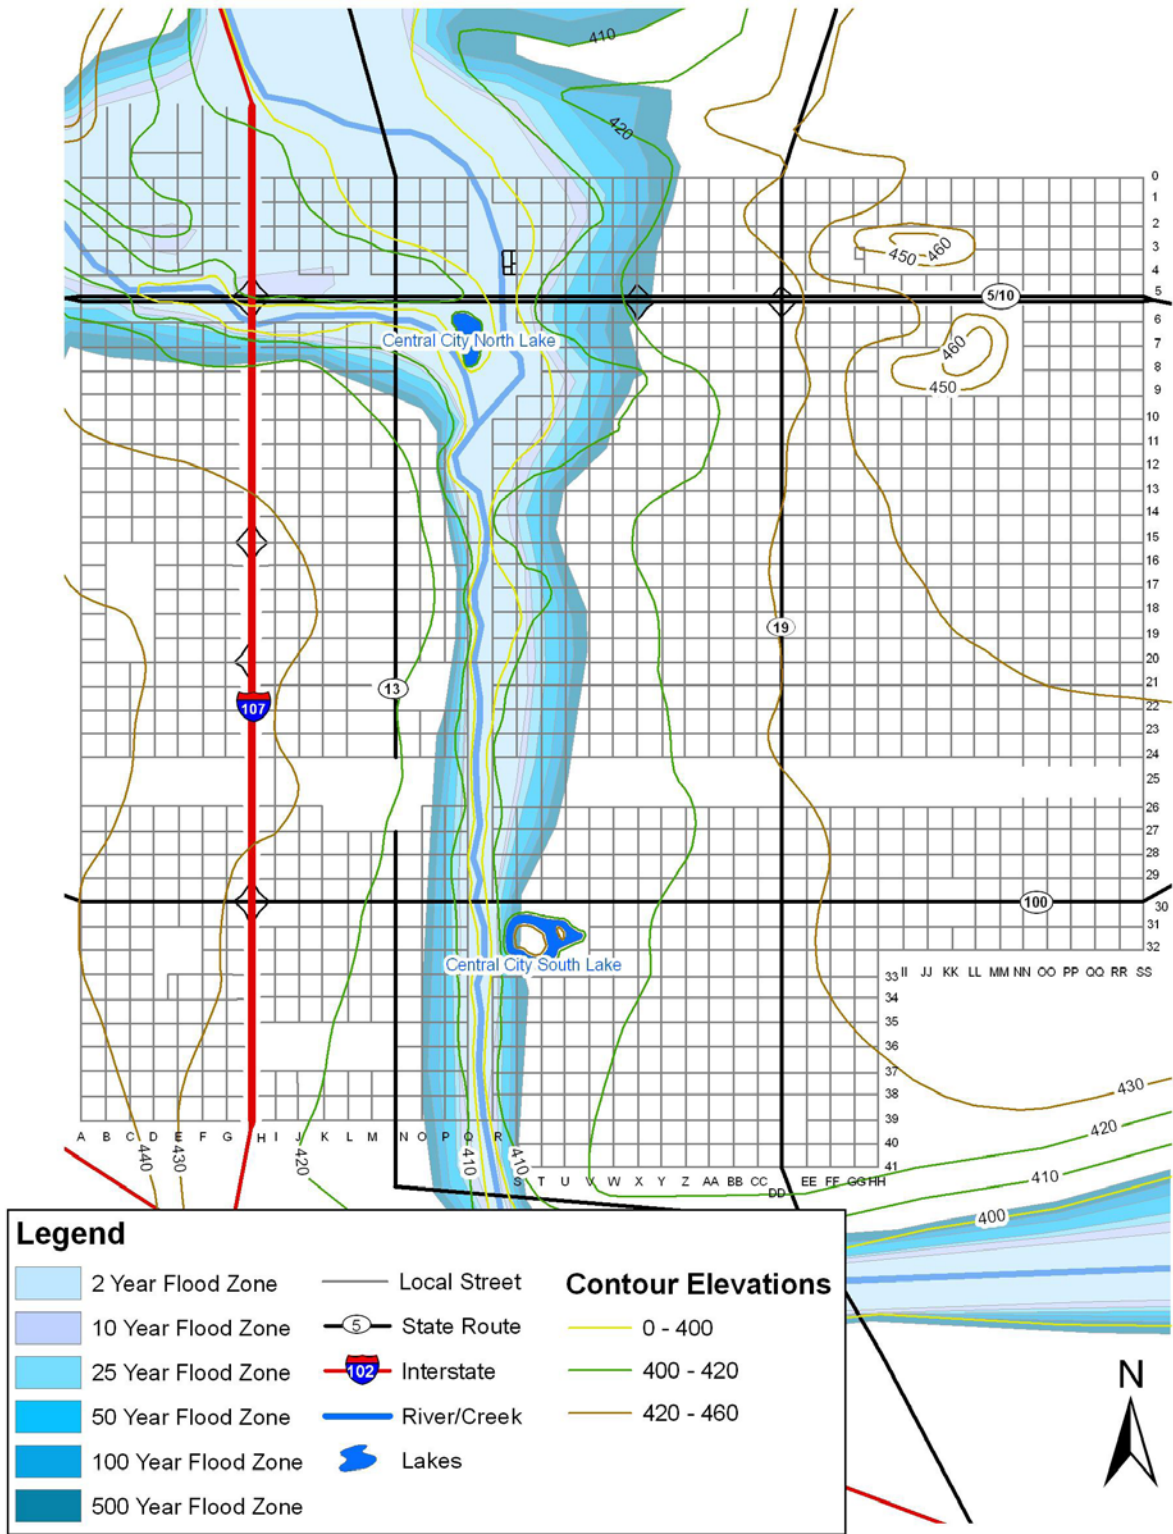 410
420
0
1
2
3
4
5
6
7
8
9
10
11
12
13
14
15
16
17
18
19
20
21
22
23
24
25
26
27
28
29
30
31
32
450
460
5/10
Central City North Lake
460
450
19
13
107
100
Central City South Lake
II JJ KK LL MM NN OO PP QQ RR SS
33
34
35
36
37
38
39
40
41
A B C D E F G H I J K L M N O P Q R
S T U V W X Y Z AA BB CC DD EE FF GG HH
440
430
420
410
410
430
420
410
400
Legend
2 Year Flood Zone
10 Year Flood Zone
25 Year Flood Zone
50 Year Flood Zone
100 Year Flood Zone
500 Year Flood Zone
Local Street
5 State Route
102 Interstate
River/Creek
Lakes
Contour Elevations
0 - 400
400 - 420
420 - 460
N